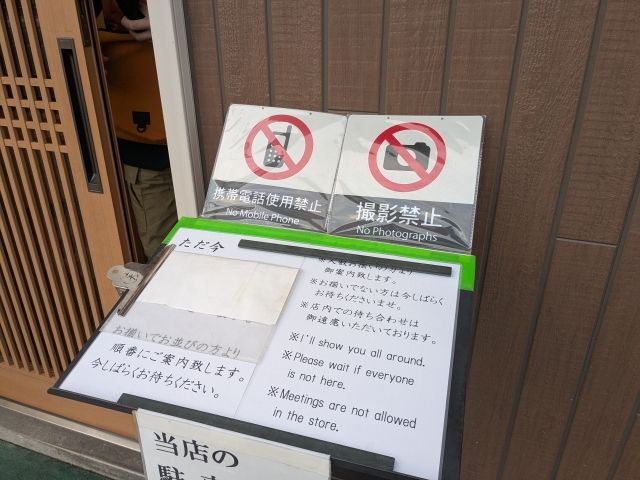 携帯電話使用禁止
No Mobile Phone
撮影禁止
No Photographs
ただ今
お揃いでお並びの方より
順番にご案内致します。
今しばらくお待ちください。
御案内致します。
※お揃いでない方は今しばらく
お待ちくださいませ。
※店内での待ち合わせは
御遠慮いただいております。
※I'll show you all around.
※Please wait if everyone
is not here.
※Meetings are not allowed
in the store.
当店の